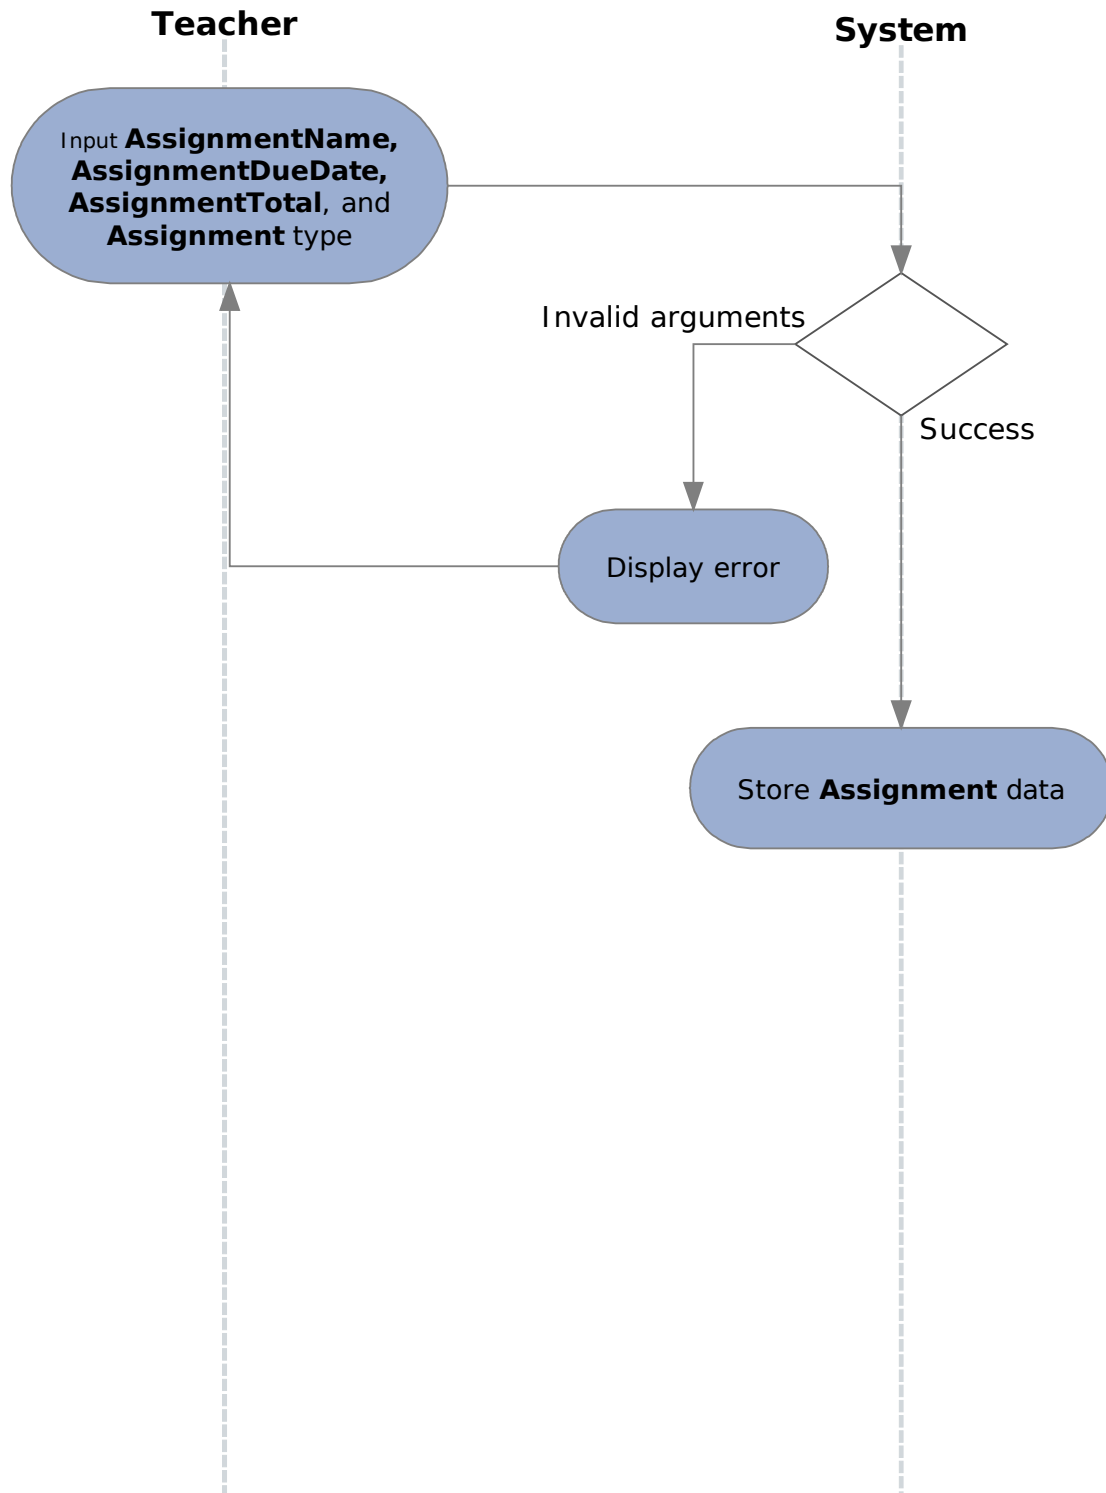 Teacher
System
Input AssignmentName,
AssignmentDueDate,
AssignmentTotal, and
Assignment type
Invalid arguments
Success
Display error
Store Assignment data